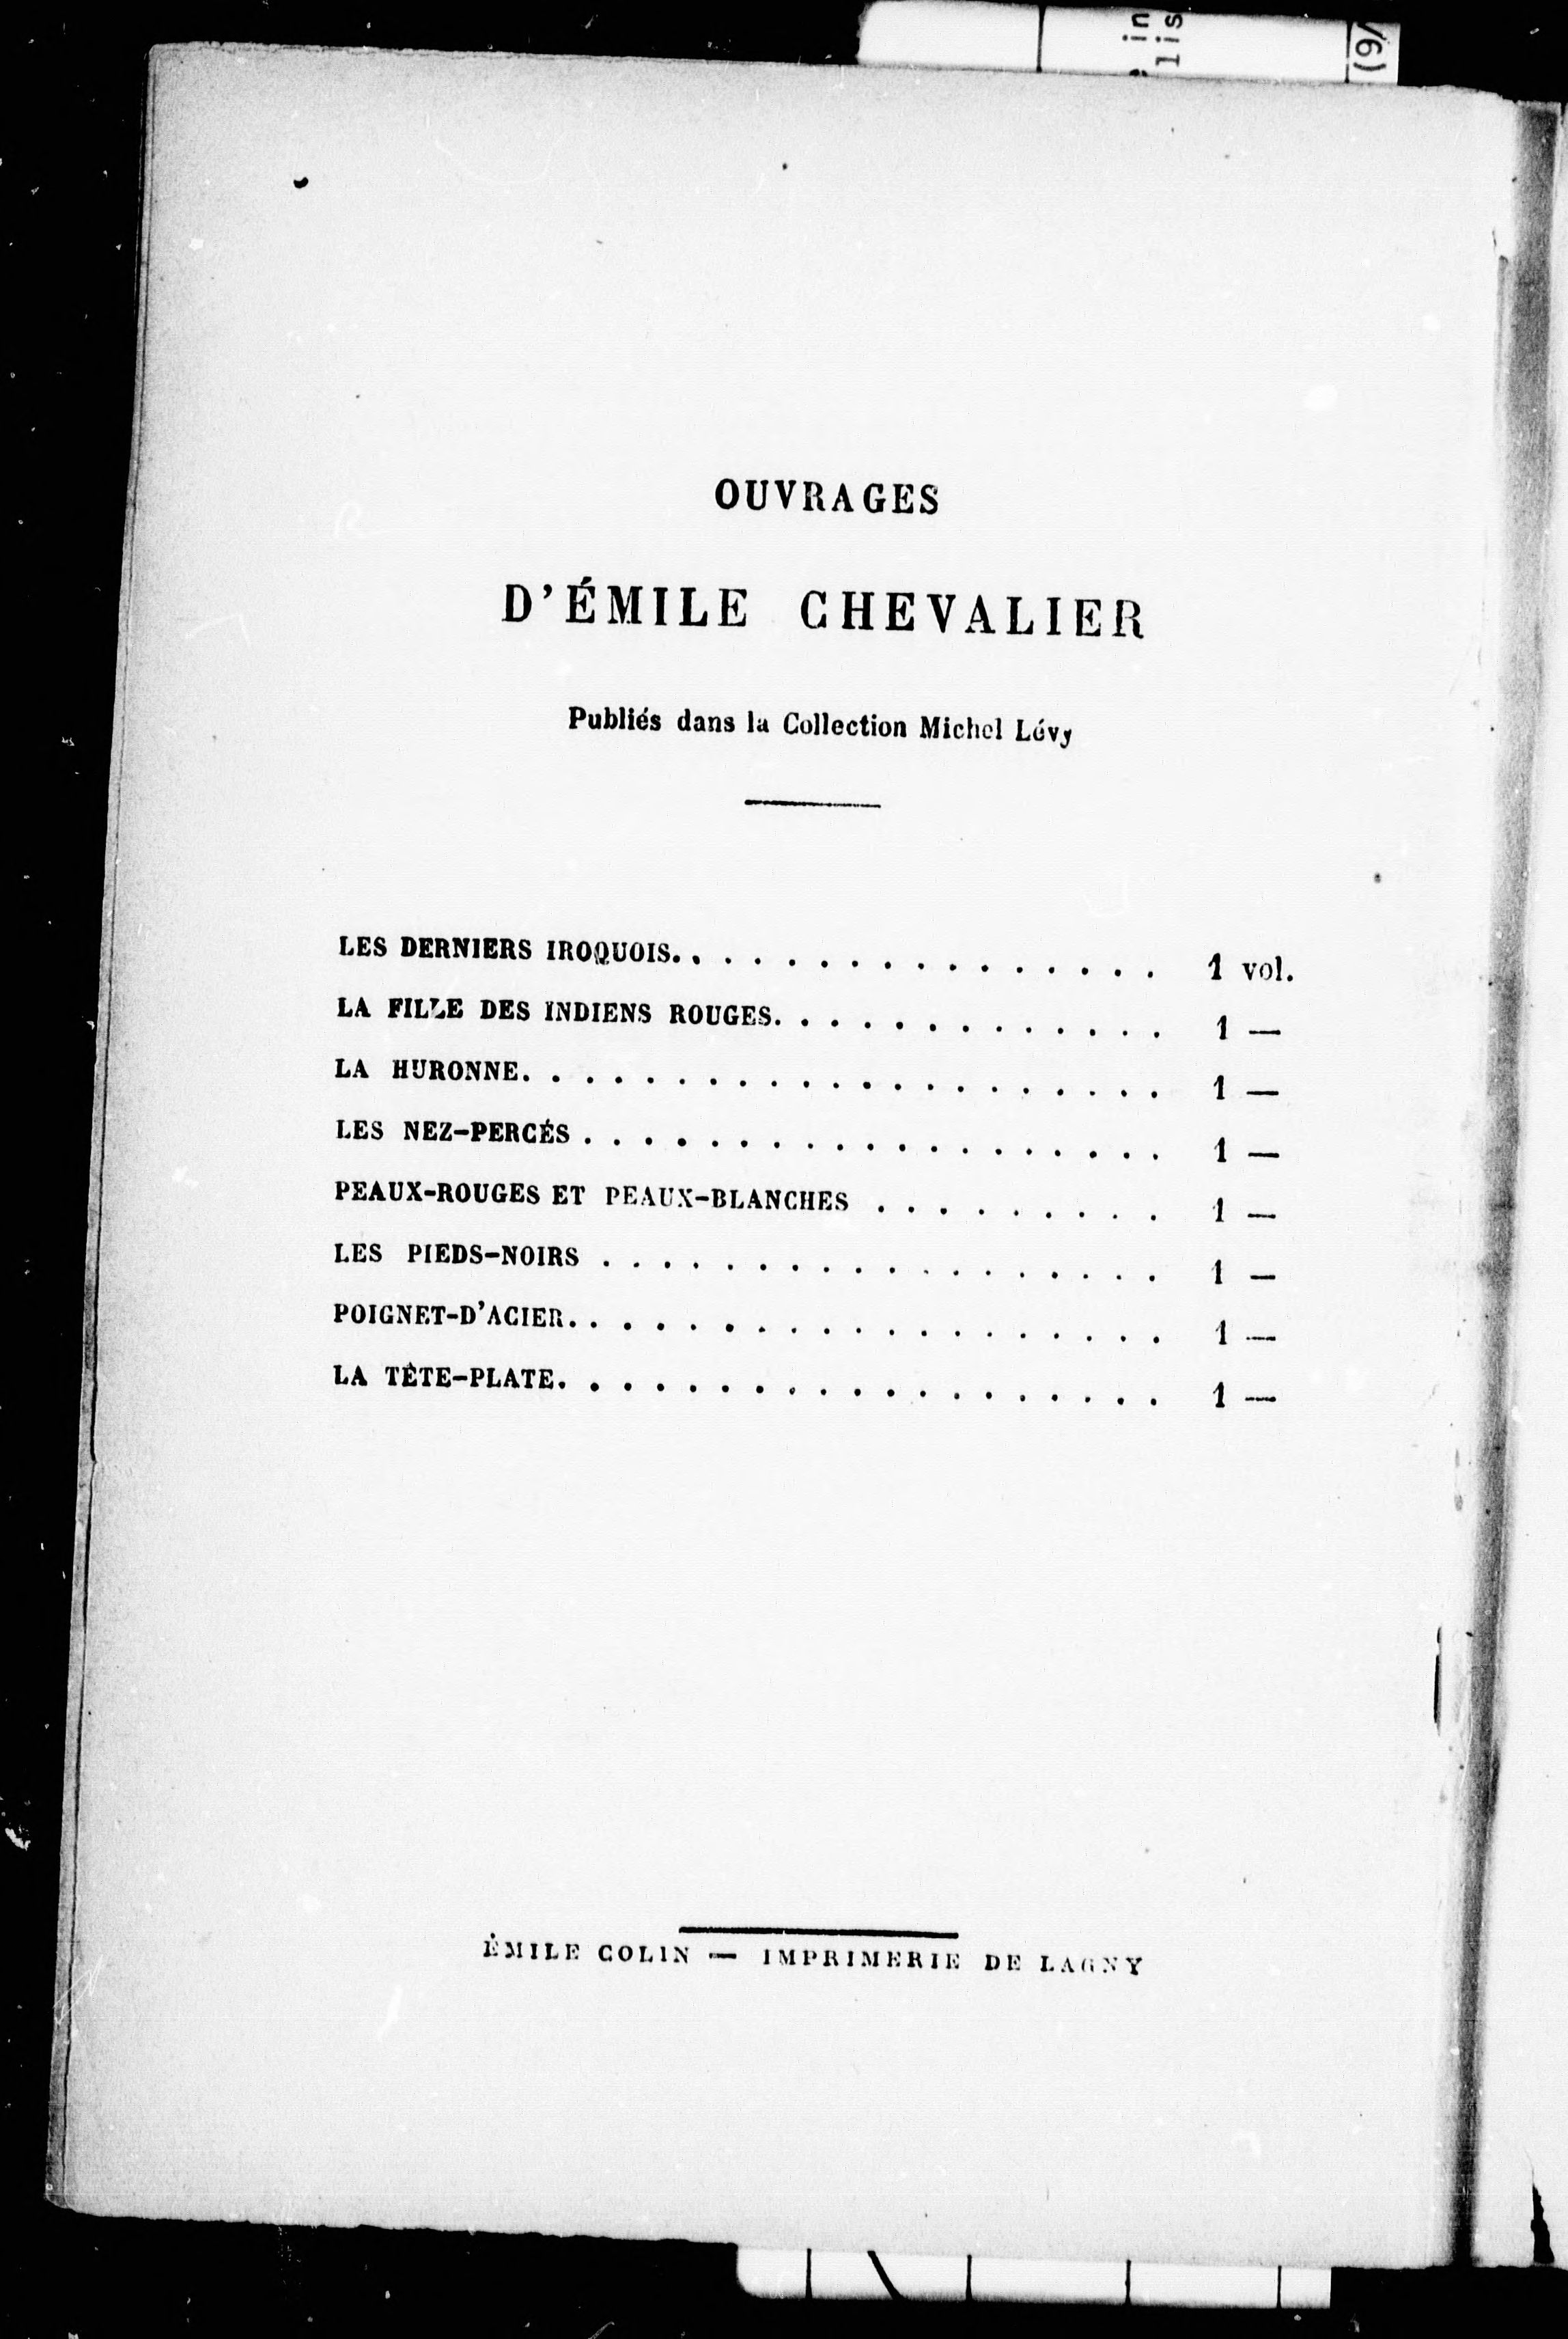 OUVRAGES
D'ÉMILE CHEVALIER
Publiés dans la Collection Michel Lévy
LES DERNIERS IROQUOIS. . . . . . . . . . . . . . . . 1 vol.
LA FILLE DES INDIENS ROUGES. . . . . . . . . . . . . 1 —
LA HURONNE. . . . . . . . . . . . . . . . . . . . . 1 —
LES NEZ-PERCÉS . . . . . . . . . . . . . . . . . . . 1 —
PEAUX-ROUGES ET PEAUX-BLANCHES . . . . . . . . . . 1 —
LES PIEDS-NOIRS . . . . . . . . . . . . . . . . . . . 1 —
POIGNET-D'ACIER. . . . . . . . . . . . . . . . . . . 1 —
LA TÊTE-PLATE. . . . . . . . . . . . . . . . . . . 1 —
ÉMILE COLIN — IMPRIMERIE DE LAGNY